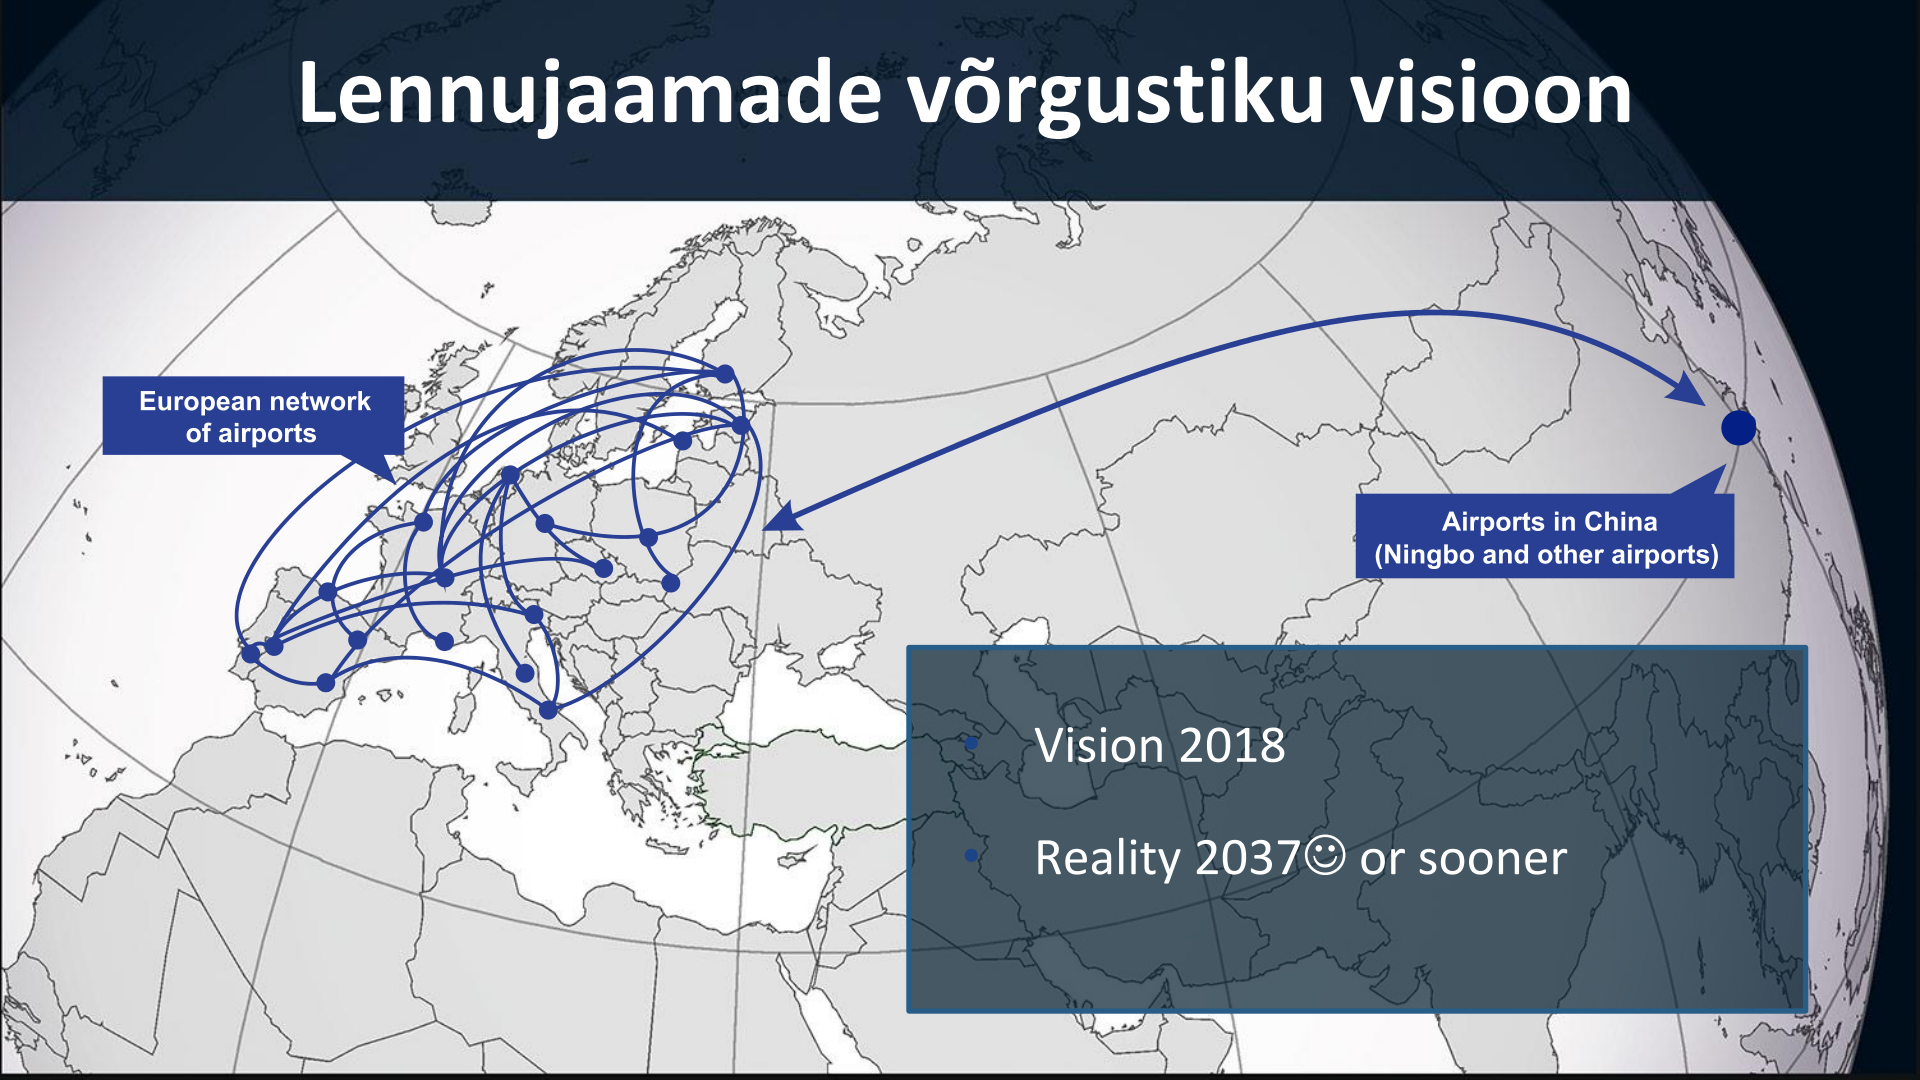 Lennujaamade võrgustiku visioon
European network
of airports
Airports in China
(Ningbo and other airports)
• Vision 2018
• Reality 2037☺ or sooner